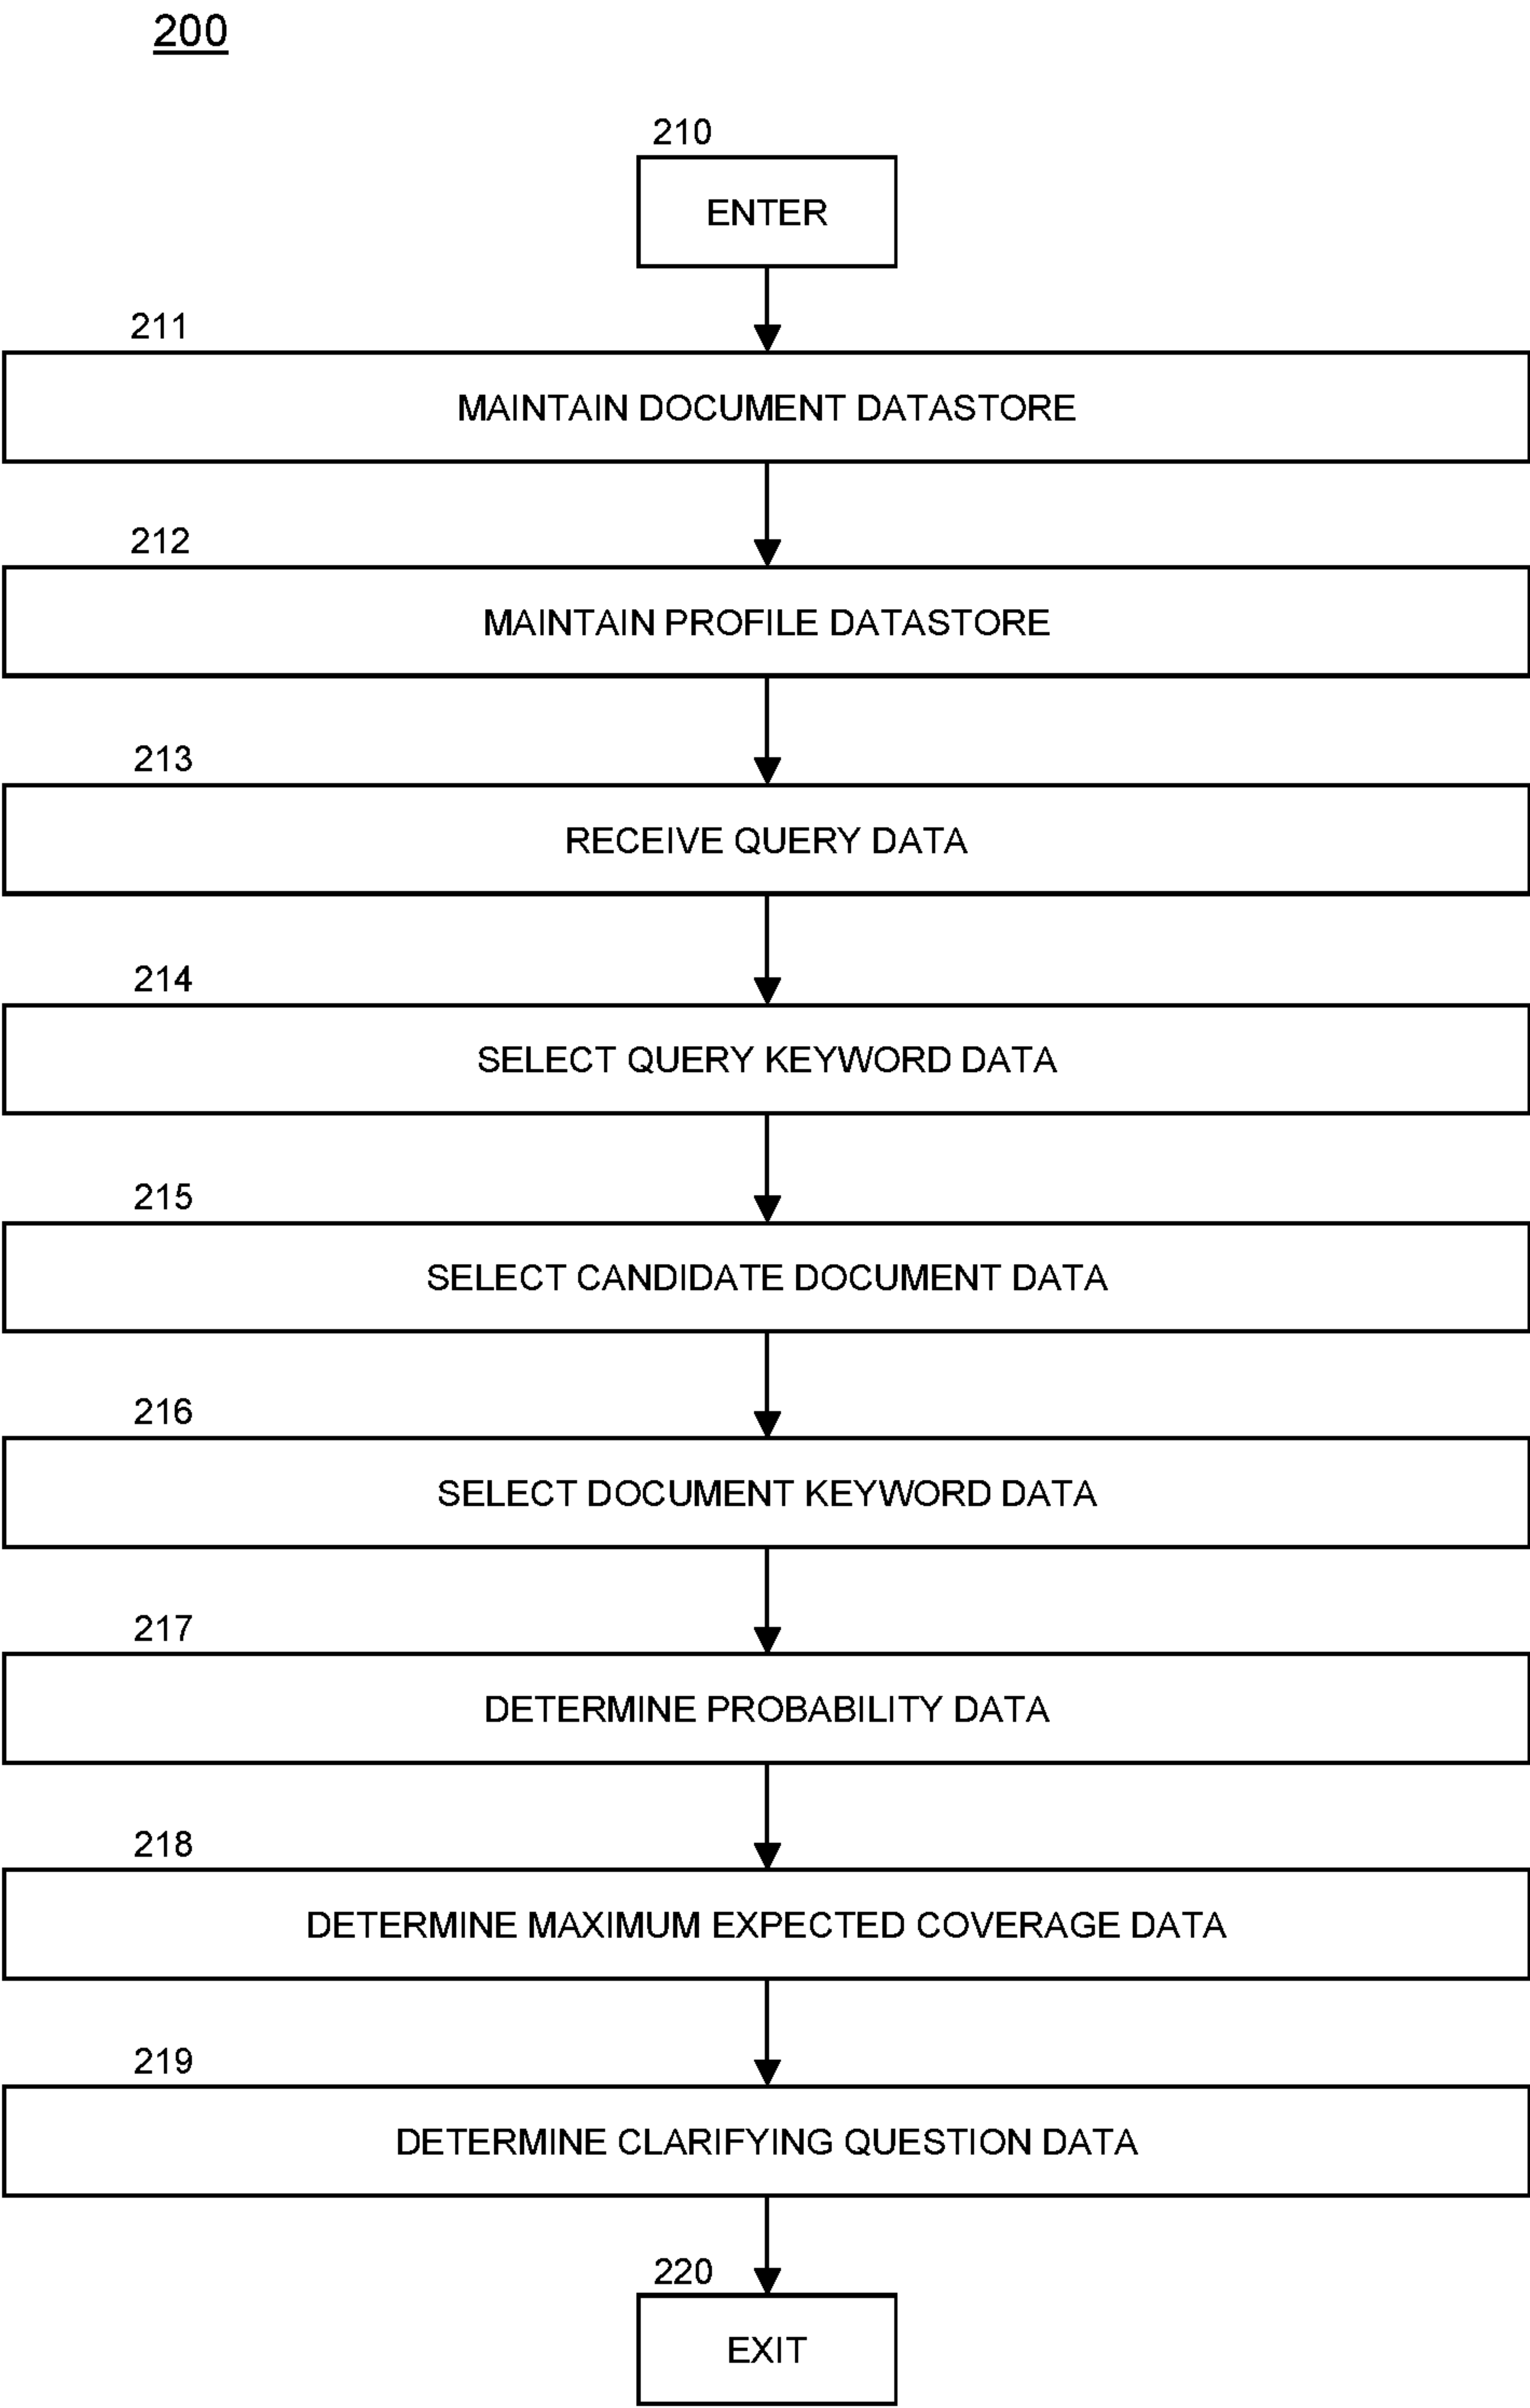 200
210
ENTER
211
MAINTAIN DOCUMENT DATASTORE
212
MAINTAIN PROFILE DATASTORE
213
RECEIVE QUERY DATA
214
SELECT QUERY KEYWORD DATA
215
SELECT CANDIDATE DOCUMENT DATA
216
SELECT DOCUMENT KEYWORD DATA
217
DETERMINE PROBABILITY DATA
218
DETERMINE MAXIMUM EXPECTED COVERAGE DATA
219
DETERMINE CLARIFYING QUESTION DATA
220
EXIT